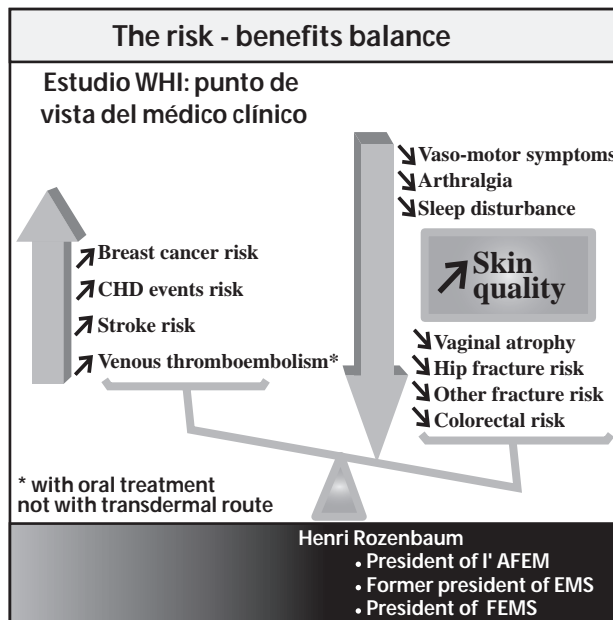 The risk - benefits balance
Estudio WHI: punto de
vista del médico clínico
Breast cancer risk
CHD events risk
Stroke risk
Venous thromboembolism*
Vaso-motor symptoms
Arthralgia
Sleep disturbance
Skin
quality
Vaginal atrophy
Hip fracture risk
Other fracture risk
Colorectal risk
* with oral treatment
not with transdermal route
Henri Rozenbaum
• President of l' AFEM
• Former president of EMS
• President of FEMS